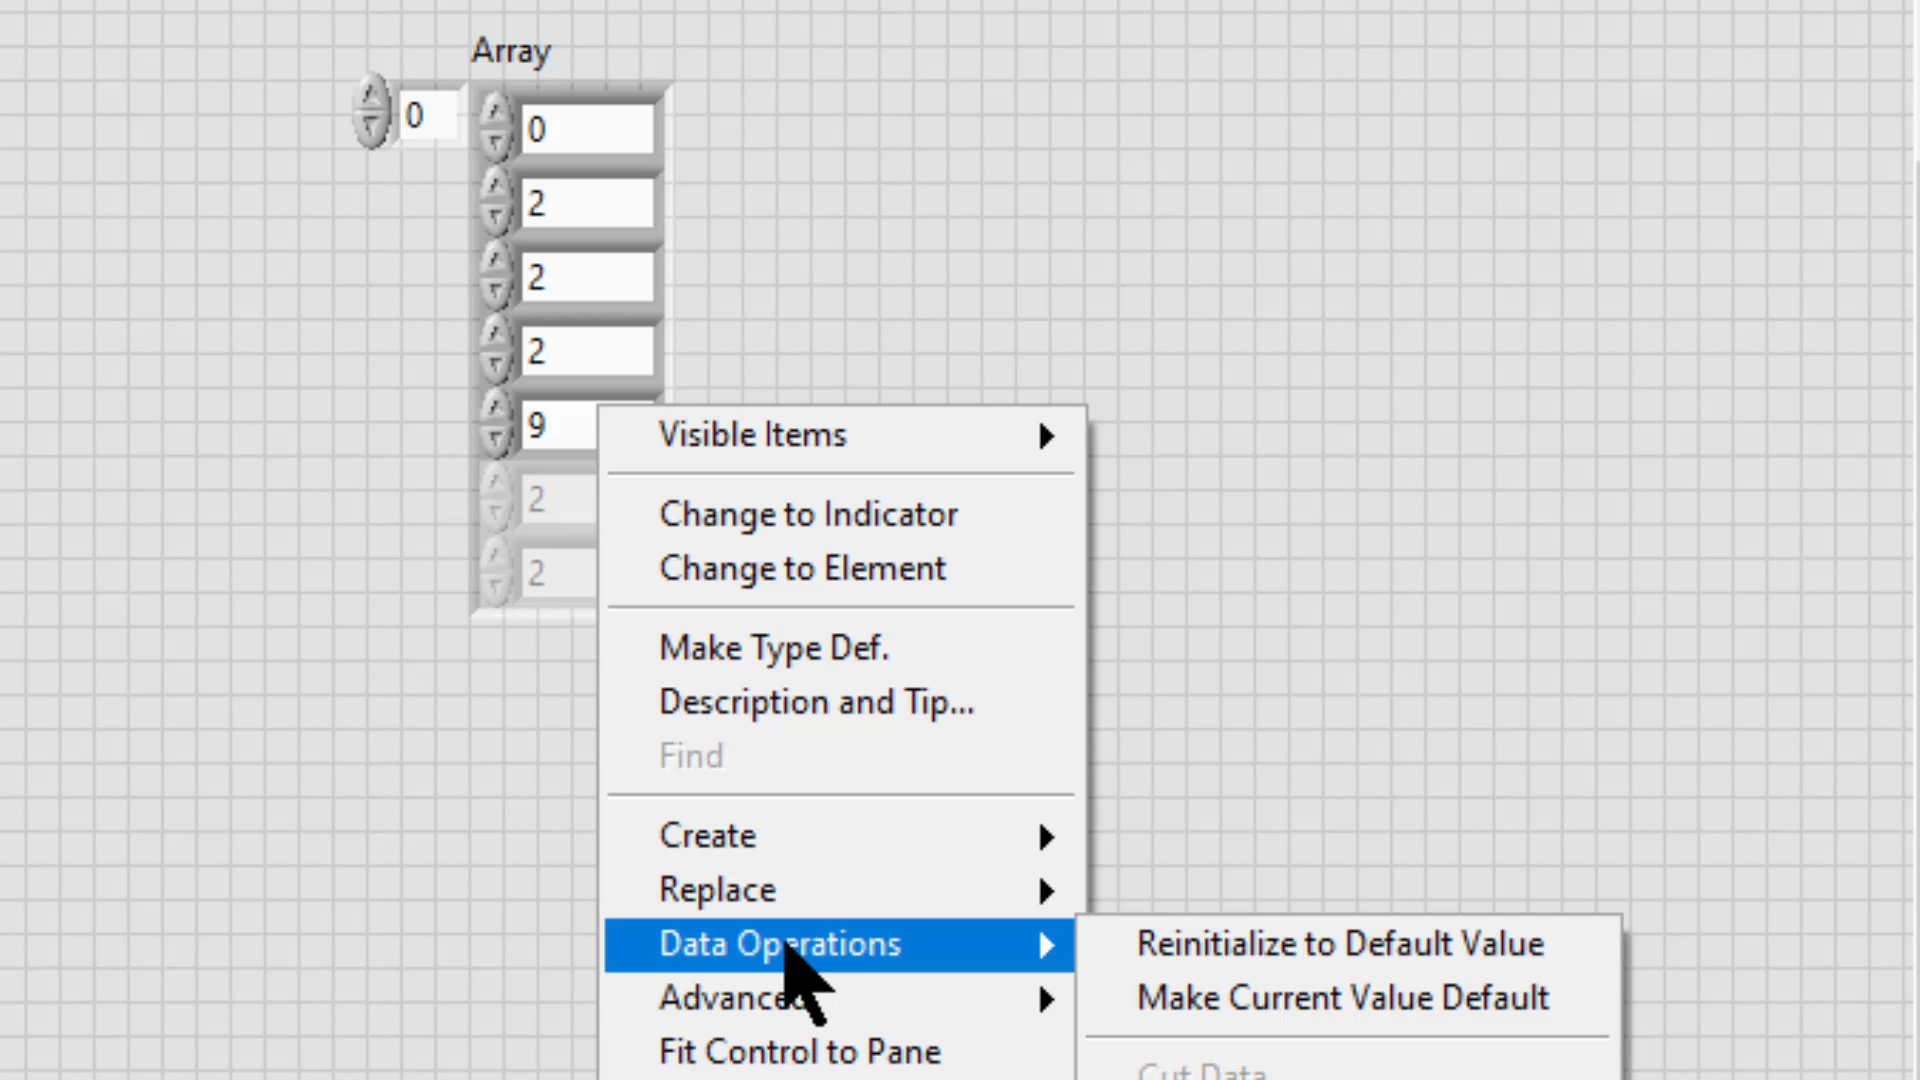 Array
0
0
2
2
2
9
2
2
Visible Items
Change to Indicator
Change to Element
Make Type Def.
Description and Tip...
Find
Create
Replace
Data Operations
Advanced
Fit Control to Pane
Reinitialize to Default Value
Make Current Value Default
Cut Data